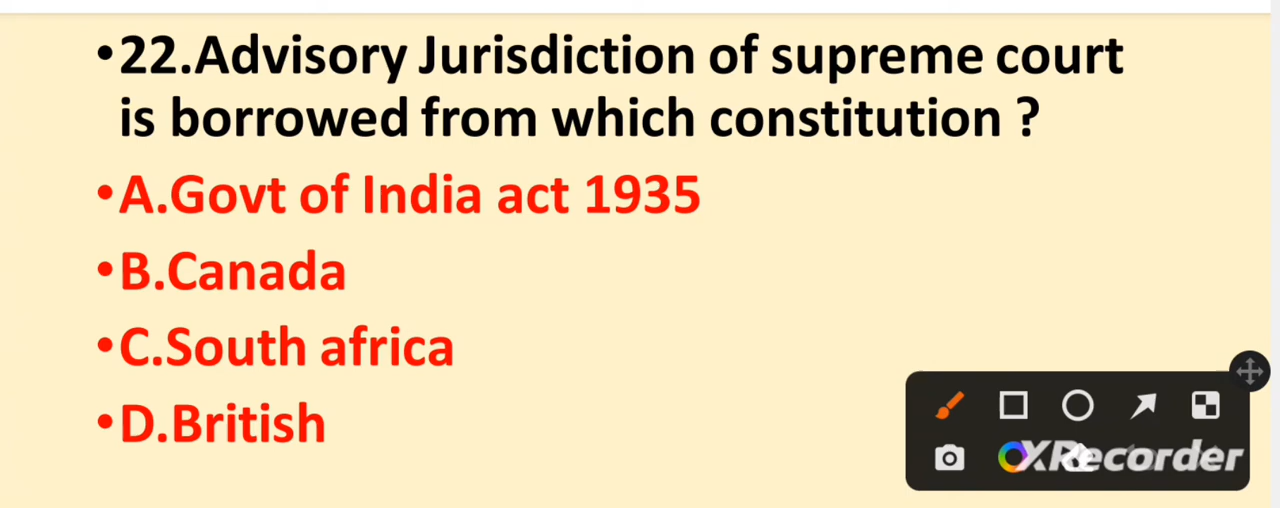 •22.Advisory Jurisdiction of supreme court
is borrowed from which constitution ?
•A.Govt of India act 1935
•B.Canada
•C.South africa
•D.British
XRecorder